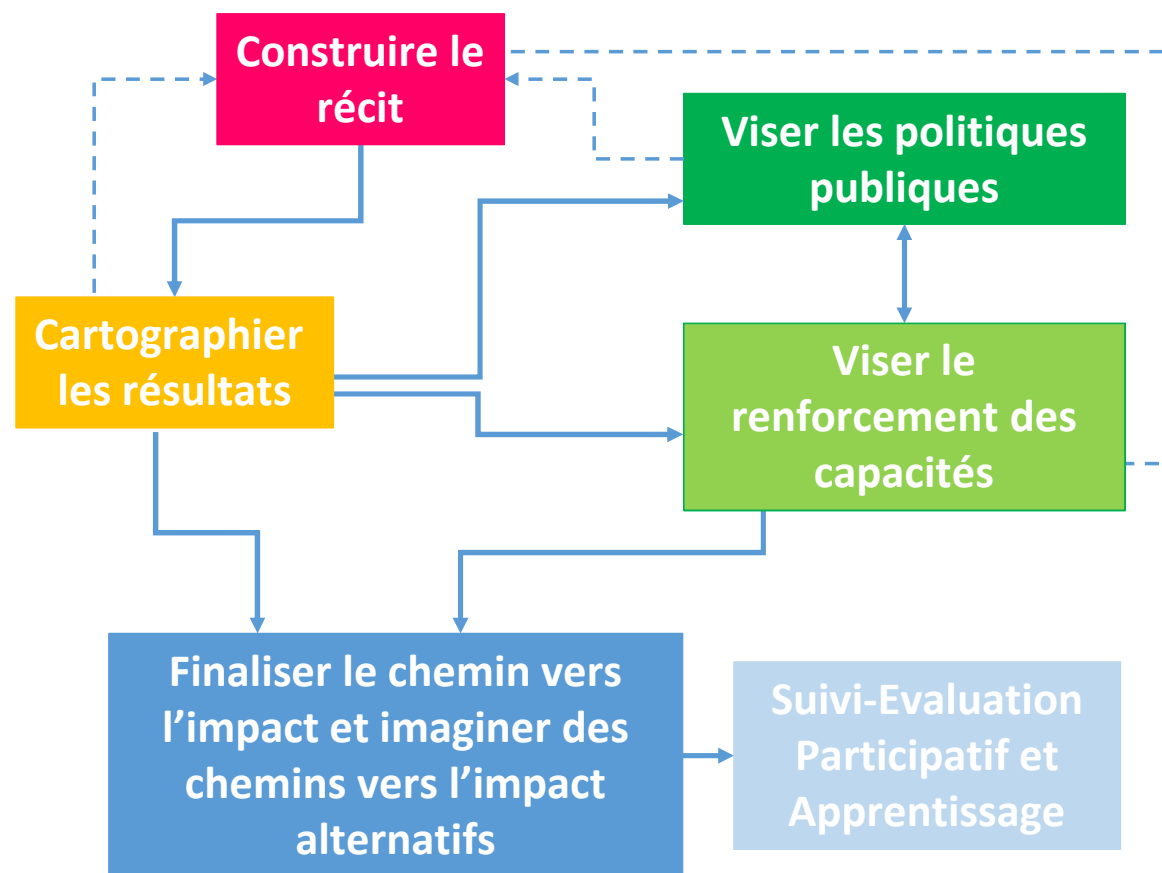 Construire le
récit
Viser les politiques
publiques
Cartographier
les résultats
Viser le
renforcement des
capacités
Finaliser le chemin vers
l’impact et imaginer des
chemins vers l’impact
alternatifs
Suivi-Evaluation
Participatif et
Apprentissage